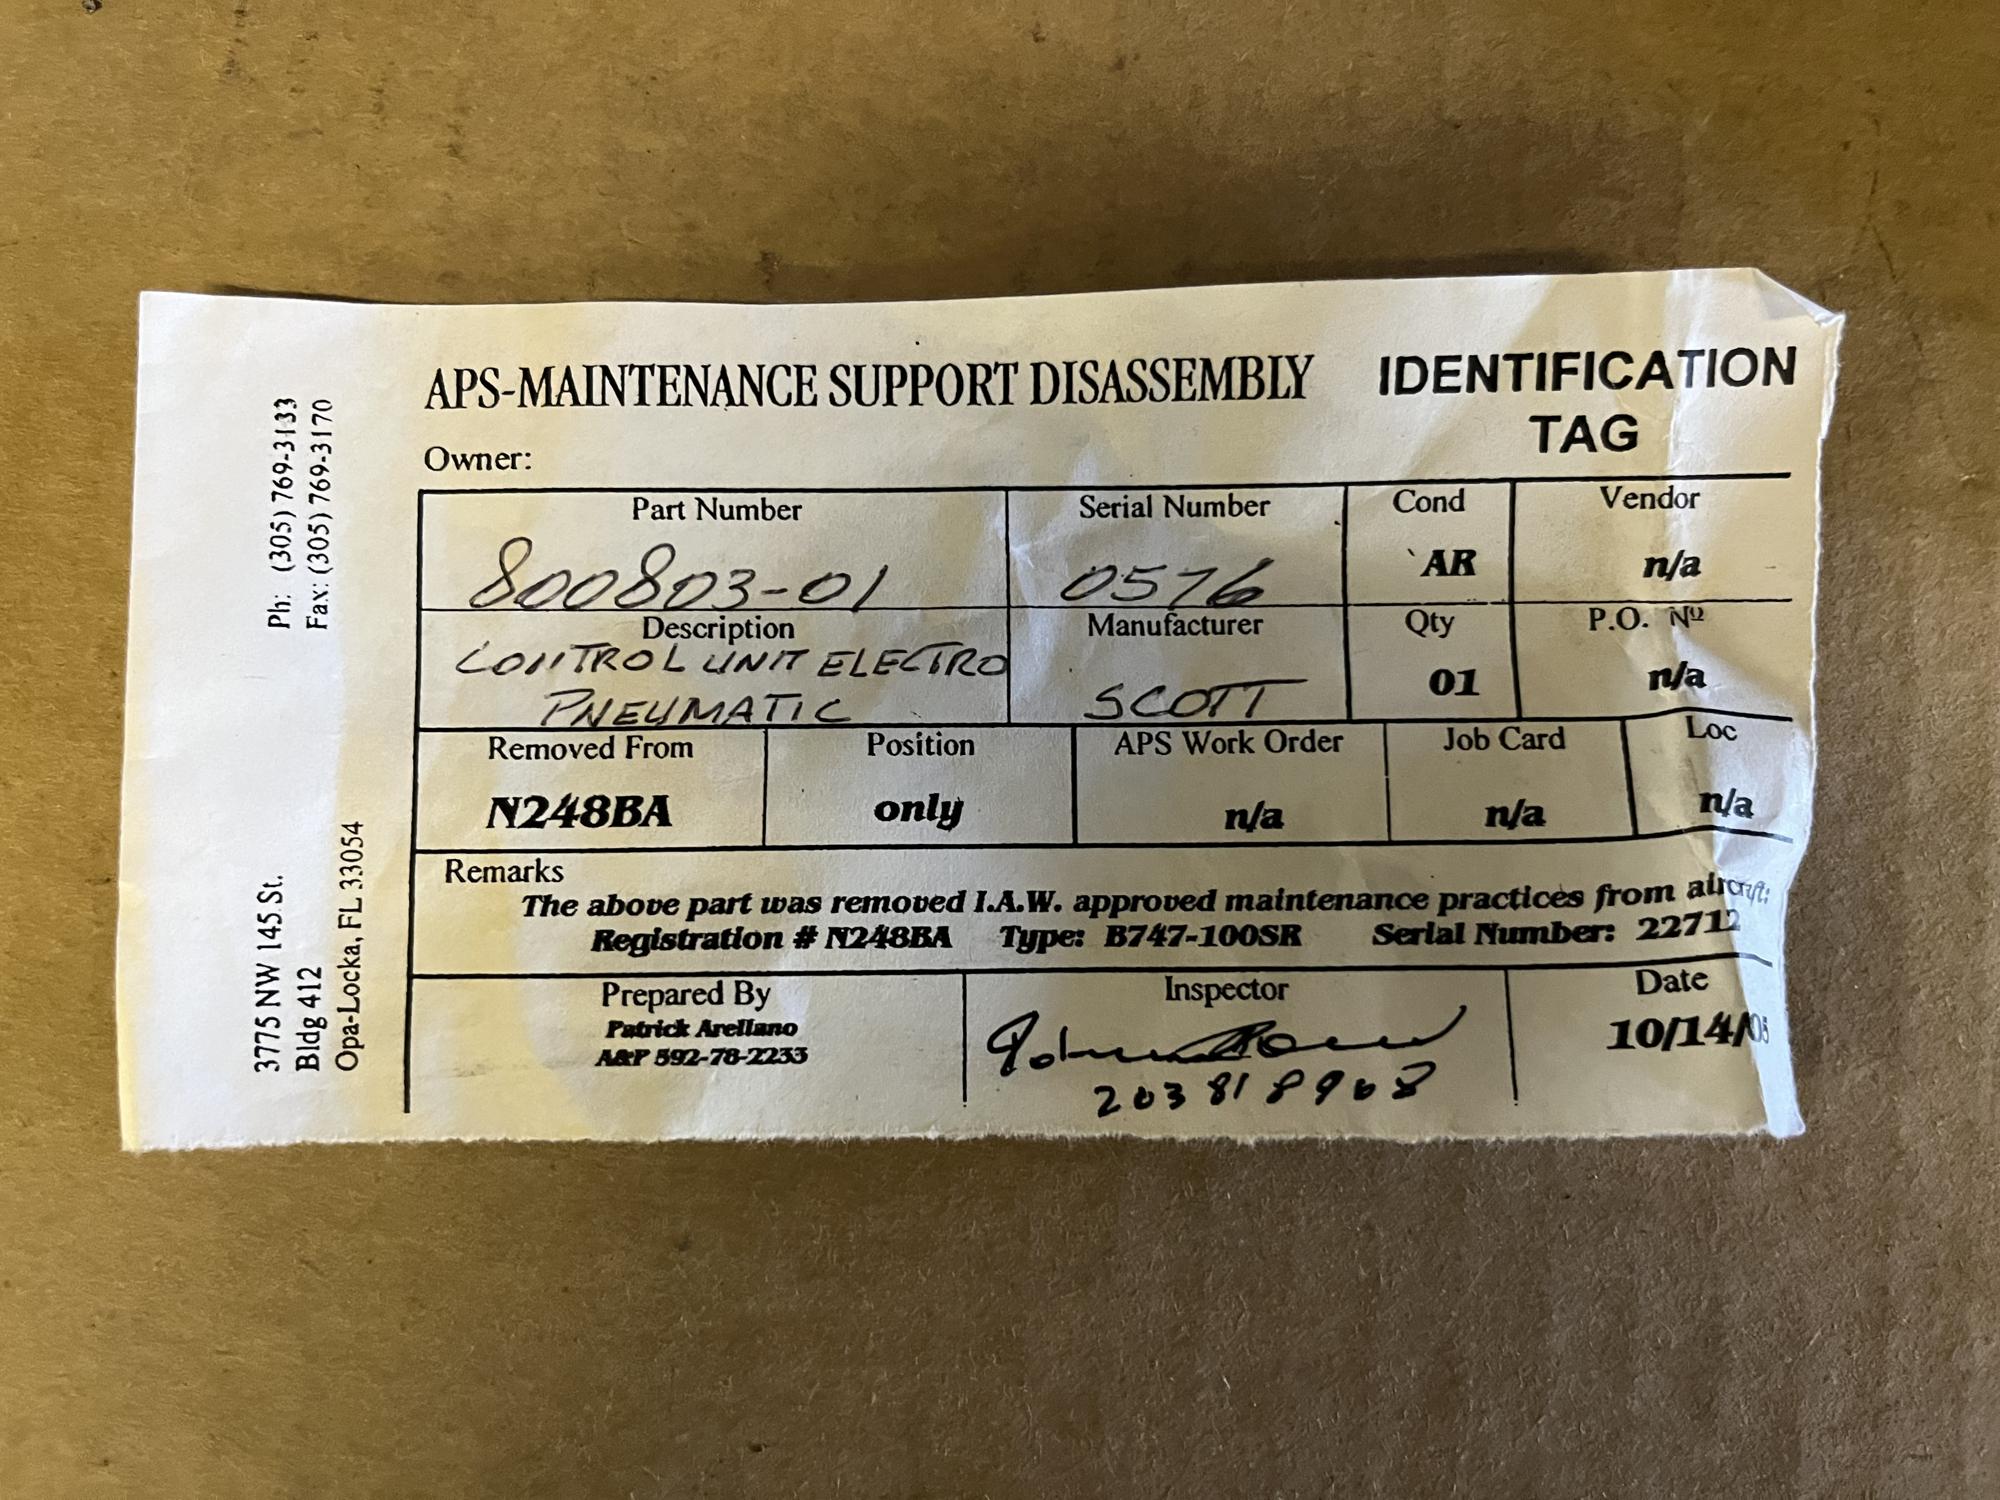 APS-MAINTENANCE SUPPORT DISASSEMBLY
IDENTIFICATION
TAG
Ph: (305) 769-3133
Fax: (305) 769-3170
3775 NW 145 St.
Bldg 412
Opa-Locka, FL 33054
Owner:
Part Number Serial Number Cond Vendor
800803-01 0576 AR n/a
Description Manufacturer Qty P.O. Nº
CONTROL UNIT ELECTRO
PNEUMATIC SCOTT 01 n/a
Removed From Position APS Work Order Job Card Loc
N248BA only n/a n/a n/a
Remarks
The above part was removed I.A.W. approved maintenance practices from aircraft:
Registration # N248BA Type: B747-100SR Serial Number: 22712
Prepared By Inspector Date
Patrick Arellano 10/14/05
A&P 592-78-2233
203818908